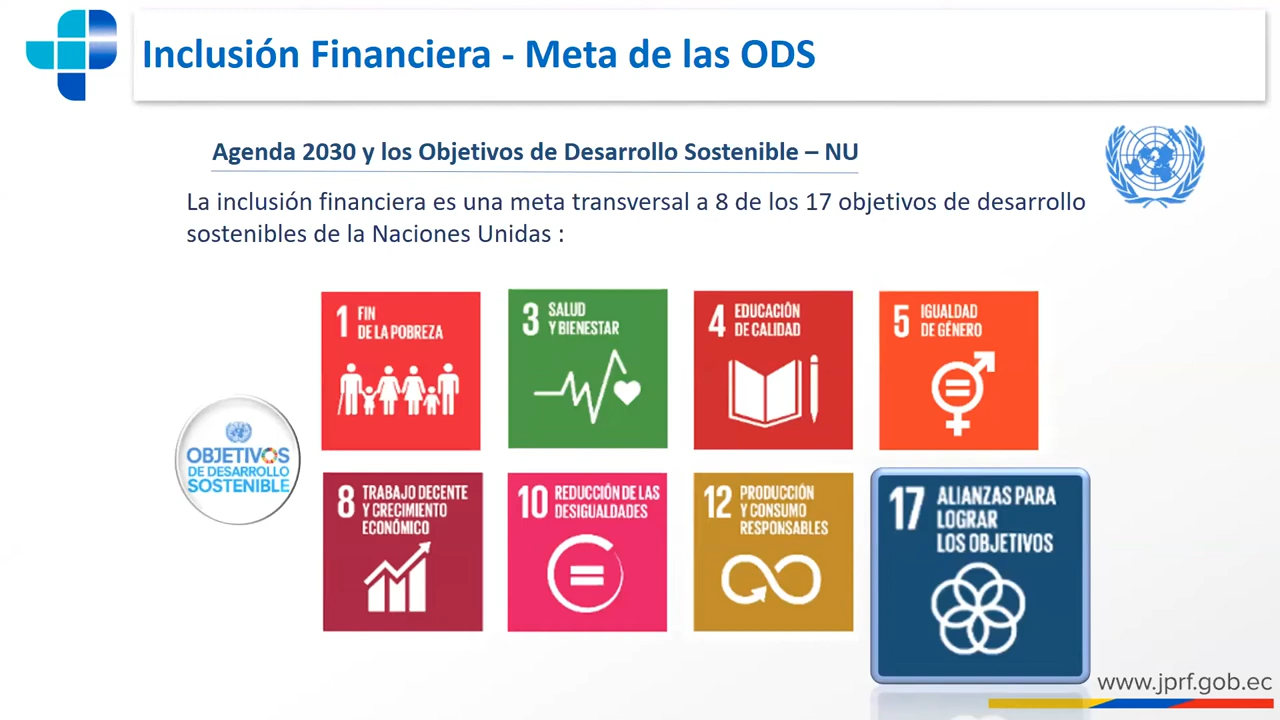 Inclusión Financiera - Meta de las ODS
Agenda 2030 y los Objetivos de Desarrollo Sostenible – NU
La inclusión financiera es una meta transversal a 8 de los 17 objetivos de desarrollo
sostenibles de la Naciones Unidas :
1 FIN
DE LA POBREZA
3 SALUD
Y BIENESTAR
4 EDUCACIÓN
DE CALIDAD
5 IGUALDAD
DE GÉNERO
OBJETIVOS
DE DESARROLLO
SOSTENIBLE
8 TRABAJO DECENTE
Y CRECIMIENTO
ECONÓMICO
10 REDUCCIÓN DE LAS
DESIGUALDADES
12 PRODUCCIÓN
Y CONSUMO
RESPONSABLES
17 ALIANZAS PARA
LOGRAR
LOS OBJETIVOS
www.jprf.gob.ec